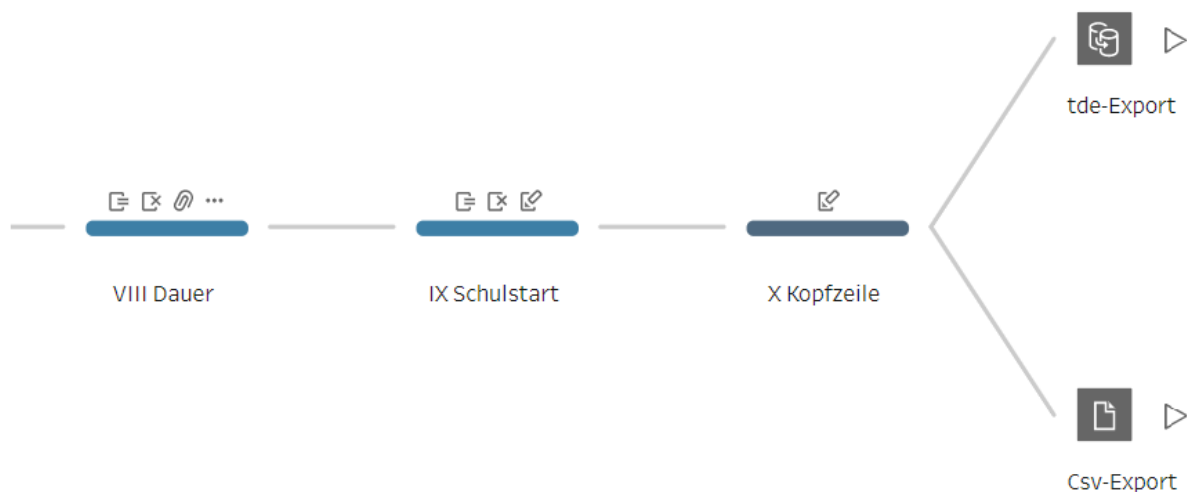 tde-Export
VIII Dauer
IX Schulstart
X Kopfzeile
Csv-Export